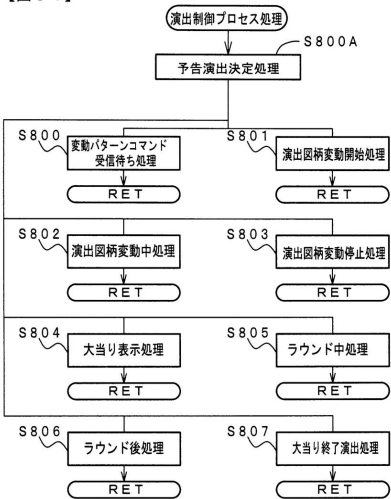 演出制御プロセス処理
S800A
予告演出決定処理
S800
変動パターンコマンド
受信待ち処理
RET
S801
演出図柄変動開始処理
RET
S802
演出図柄変動中処理
RET
S803
演出図柄変動停止処理
RET
S804
大当り表示処理
RET
S805
ラウンド中処理
RET
S806
ラウンド後処理
RET
S807
大当り終了演出処理
RET